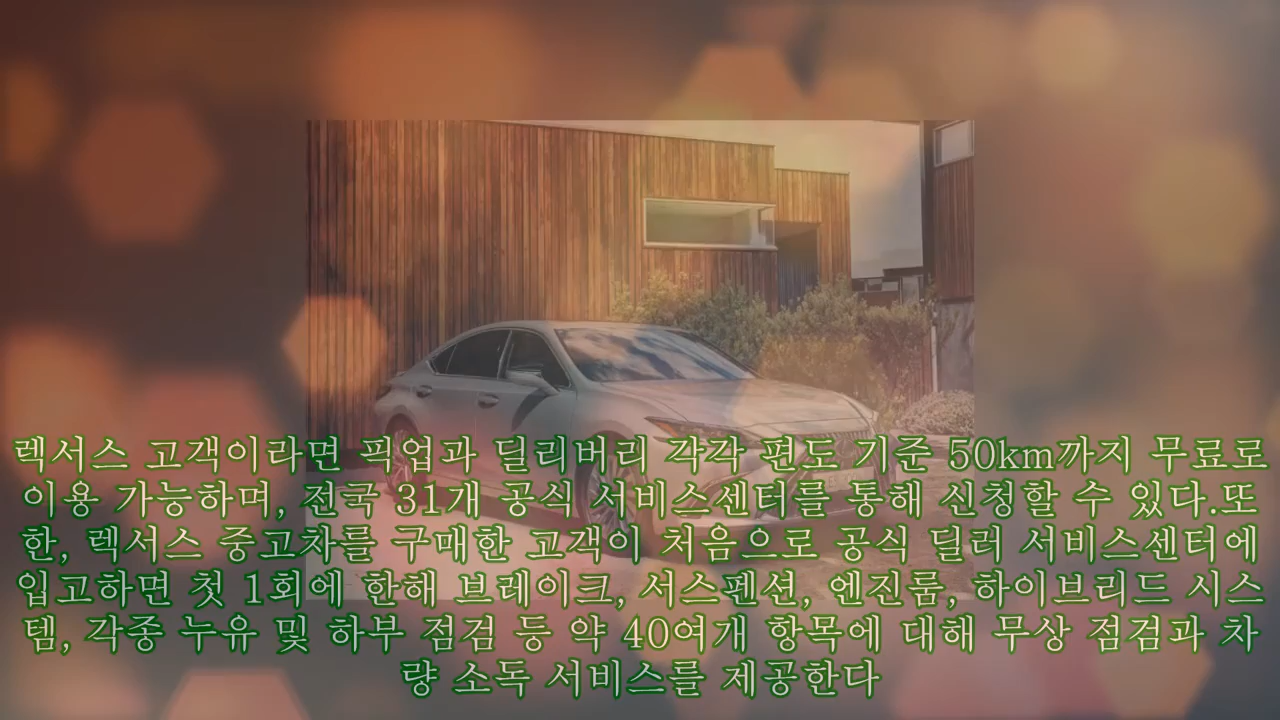 렉서스 고객이라면 픽업과 딜리버리 각각 편도 기준 50km까지 무료로
이용 가능하며, 전국 31개 공식 서비스센터를 통해 신청할 수 있다.또
한, 렉서스 중고차를 구매한 고객이 처음으로 공식 딜러 서비스센터에
입고하면 첫 1회에 한해 브레이크, 서스펜션, 엔진룸, 하이브리드 시스
템, 각종 누유 및 하부 점검 등 약 40여개 항목에 대해 무상 점검과 차
량 소독 서비스를 제공한다